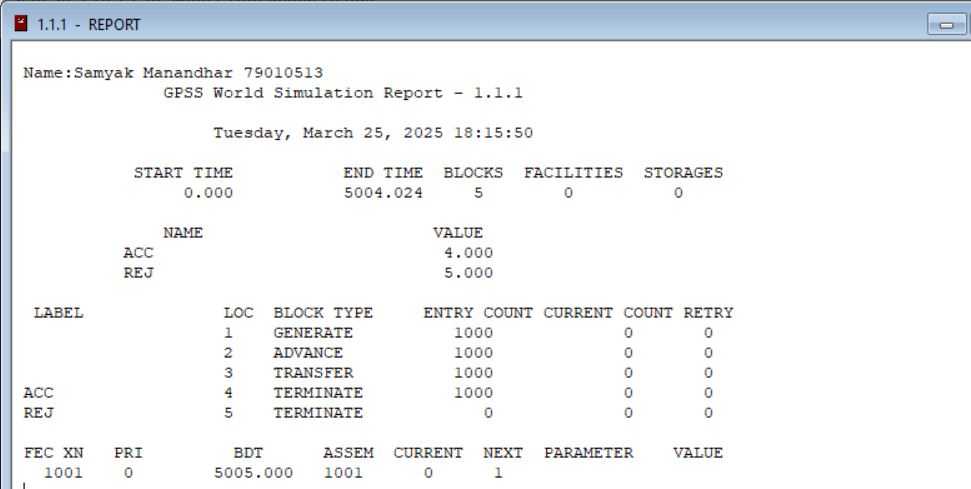 1.1.1 - REPORT
Name:Samyak Manandhar 79010513
GPSS World Simulation Report - 1.1.1
Tuesday, March 25, 2025 18:15:50
START TIME END TIME BLOCKS FACILITIES STORAGES
0.000 5004.024 5 0 0
NAME VALUE
ACC 4.000
REJ 5.000
LABEL LOC BLOCK TYPE ENTRY COUNT CURRENT COUNT RETRY
1 GENERATE 1000 0 0
2 ADVANCE 1000 0 0
3 TRANSFER 1000 0 0
ACC 4 TERMINATE 1000 0 0
REJ 5 TERMINATE 0 0 0
FEC XN PRI BDT ASSEM CURRENT NEXT PARAMETER VALUE
1001 0 5005.000 1001 0 1